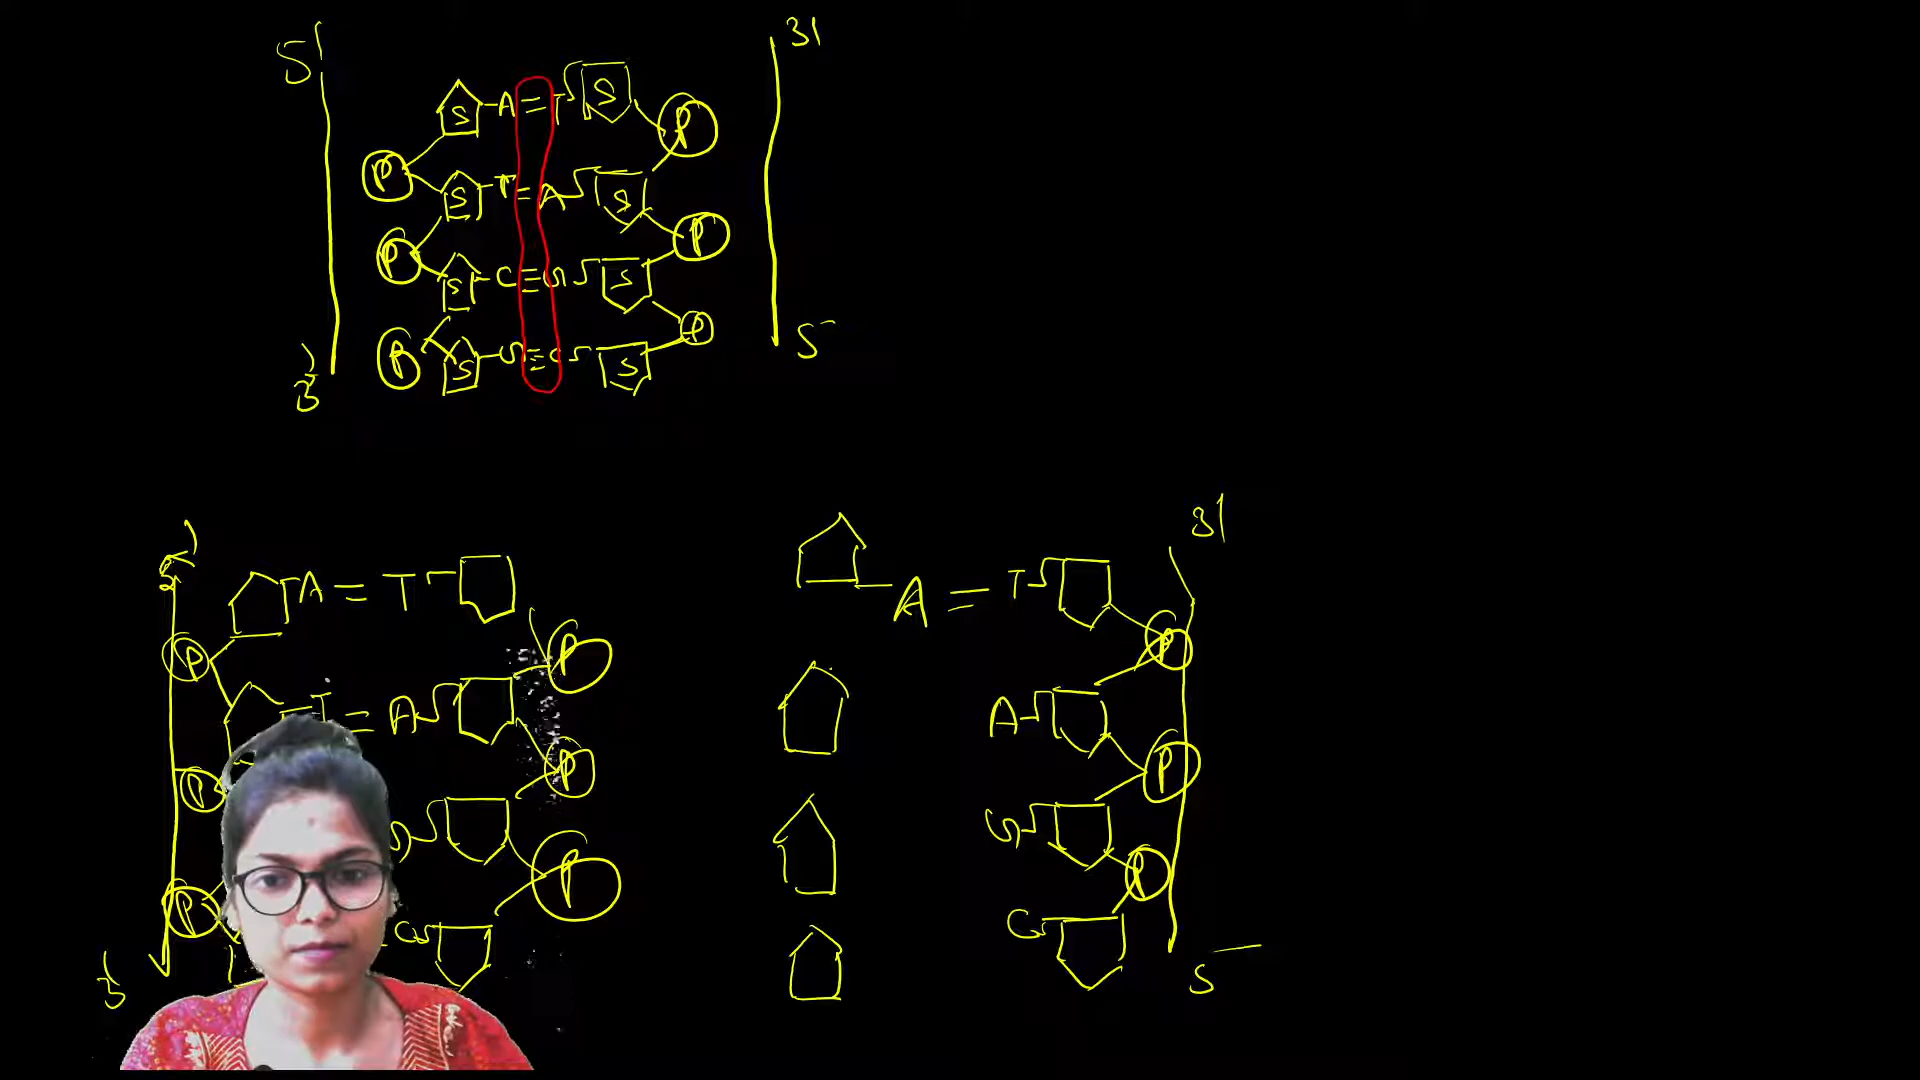 5' 3'
S A = T S
P P
S T = A S
P P
S C ≡ G S
P P
S G ≡ C S
3' 5'
5' A = T
P P
T = A
P P
G
P P
C
3'
3'
A = T
P
A
P
G
P
C
5'